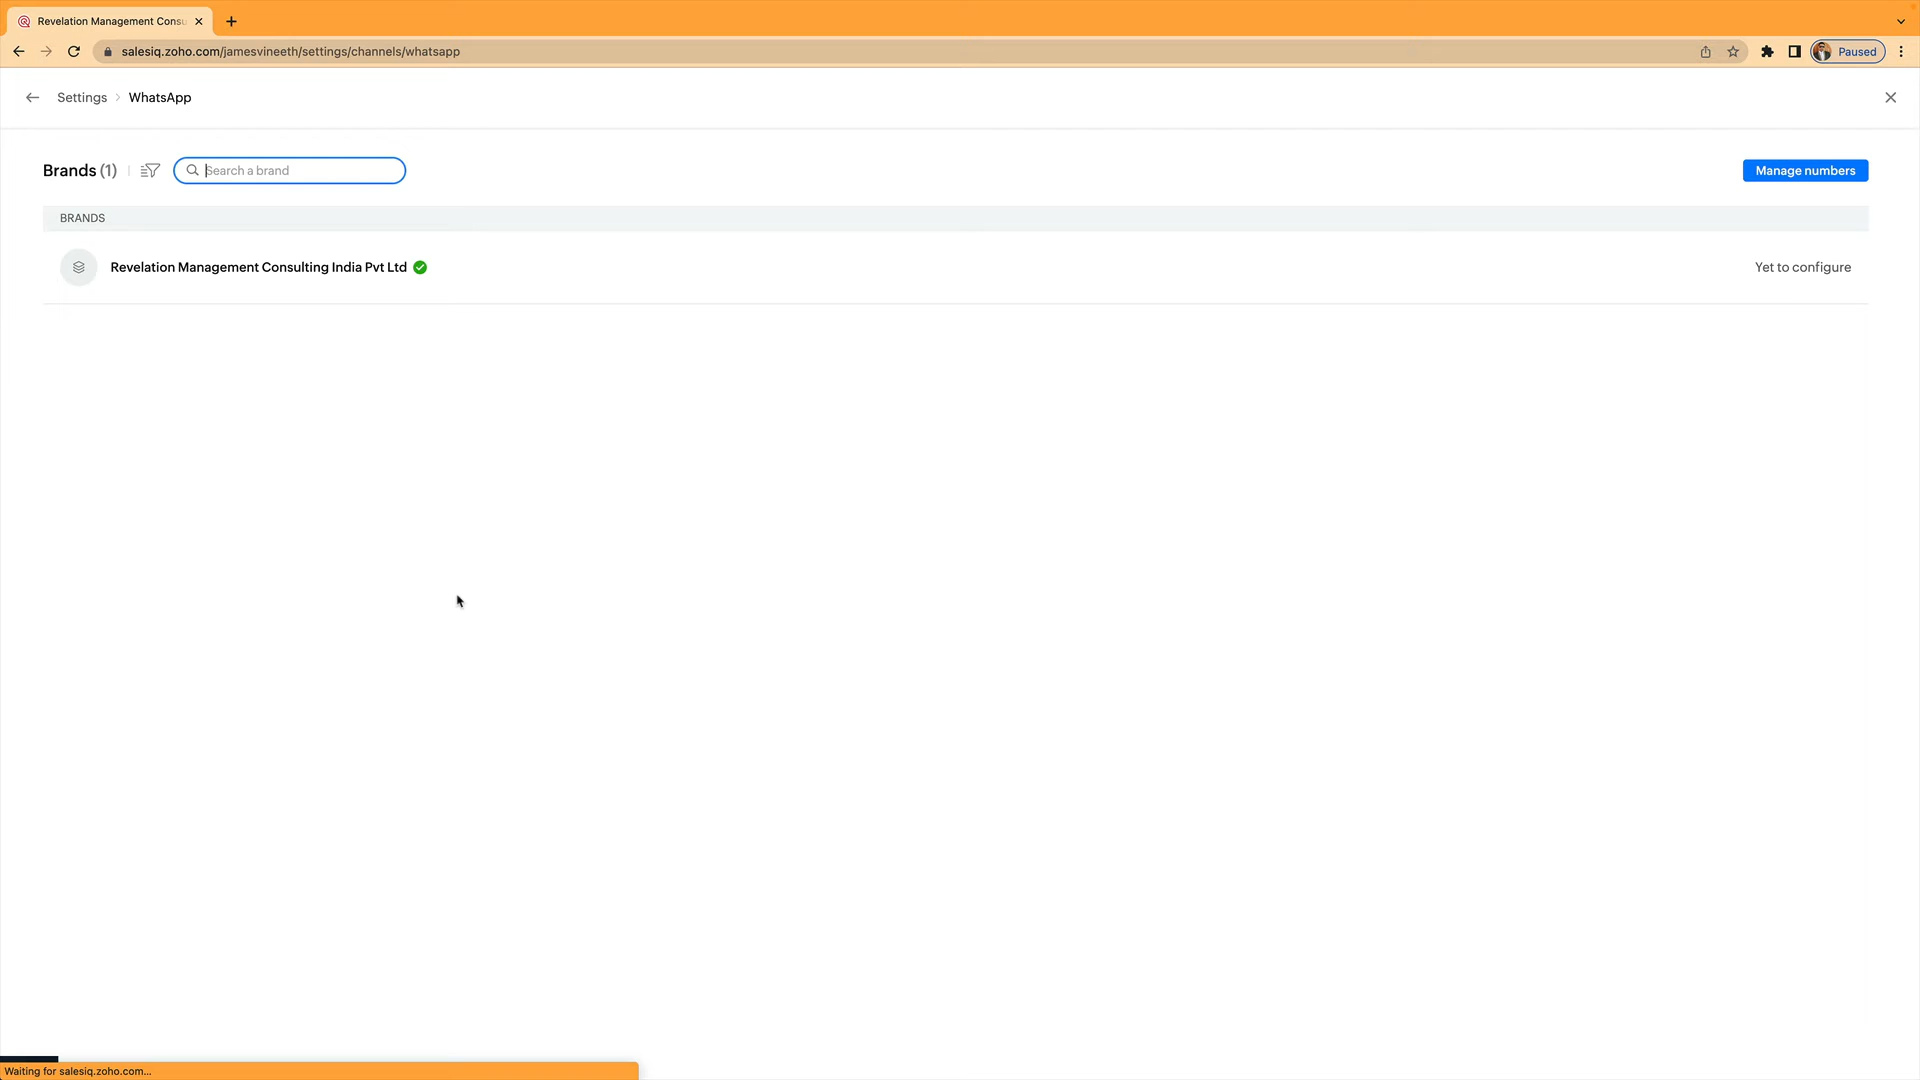 Revelation Management Consu
salesiq.zoho.com/jamesvineeth/settings/channels/whatsapp
Paused
Settings > WhatsApp
Brands (1)
Search a brand
Manage numbers
BRANDS
Revelation Management Consulting India Pvt Ltd
Yet to configure
Waiting for salesiq.zoho.com...